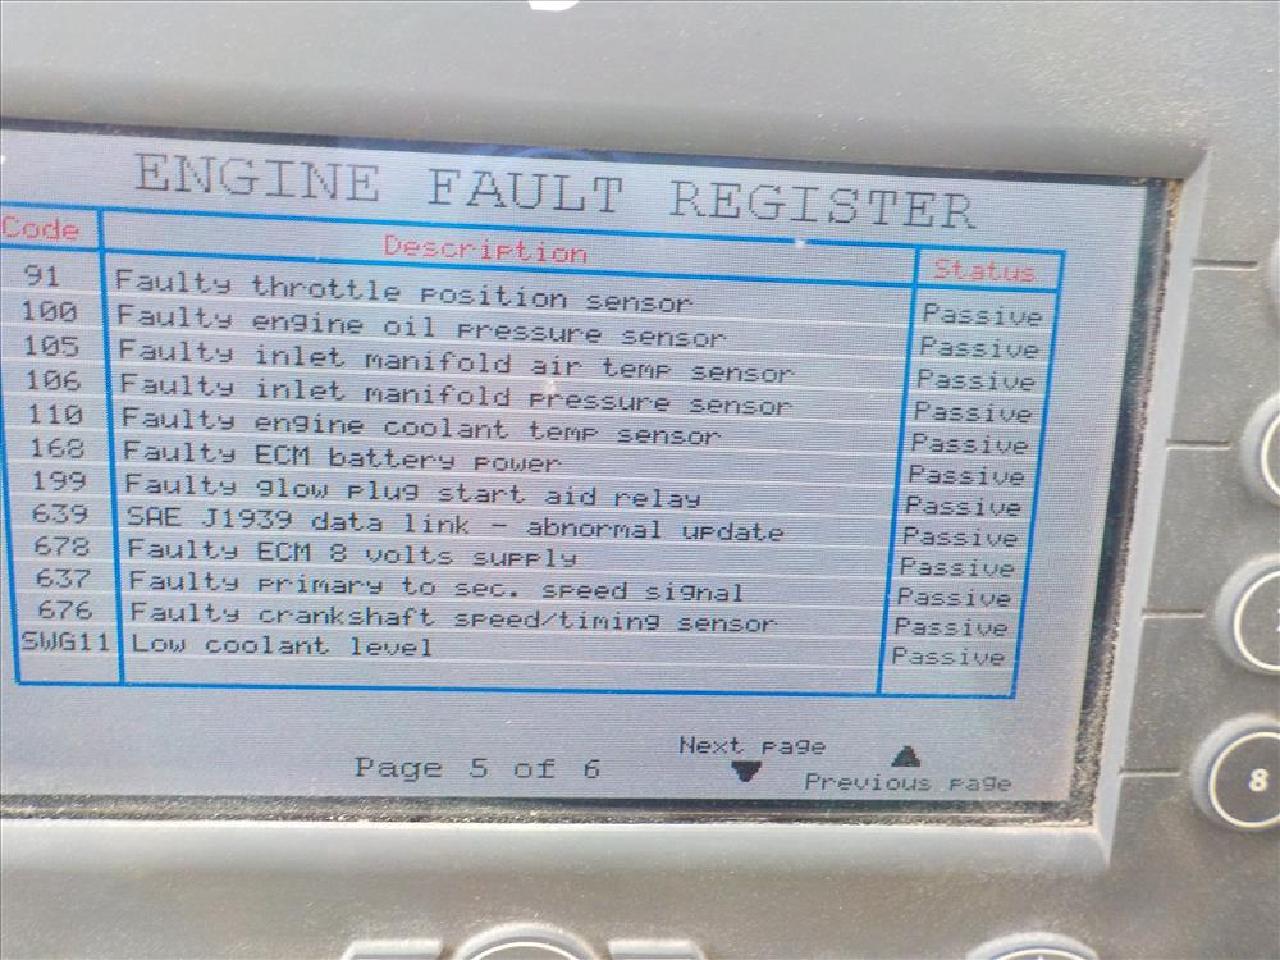 ENGINE FAULT REGISTER
Code Description Status
91 Faulty throttle position sensor Passive
100 Faulty engine oil pressure sensor Passive
105 Faulty inlet manifold air temp sensor Passive
106 Faulty inlet manifold pressure sensor Passive
110 Faulty engine coolant temp sensor Passive
168 Faulty ECM battery power Passive
199 Faulty glow plug start aid relay Passive
639 SAE J1939 data link - abnormal update Passive
678 Faulty ECM 8 volts supply Passive
637 Faulty primary to sec. speed signal Passive
676 Faulty crankshaft speed/timing sensor Passive
SWG11 Low coolant level Passive
Next page
Page 5 of 6
Previous page
8